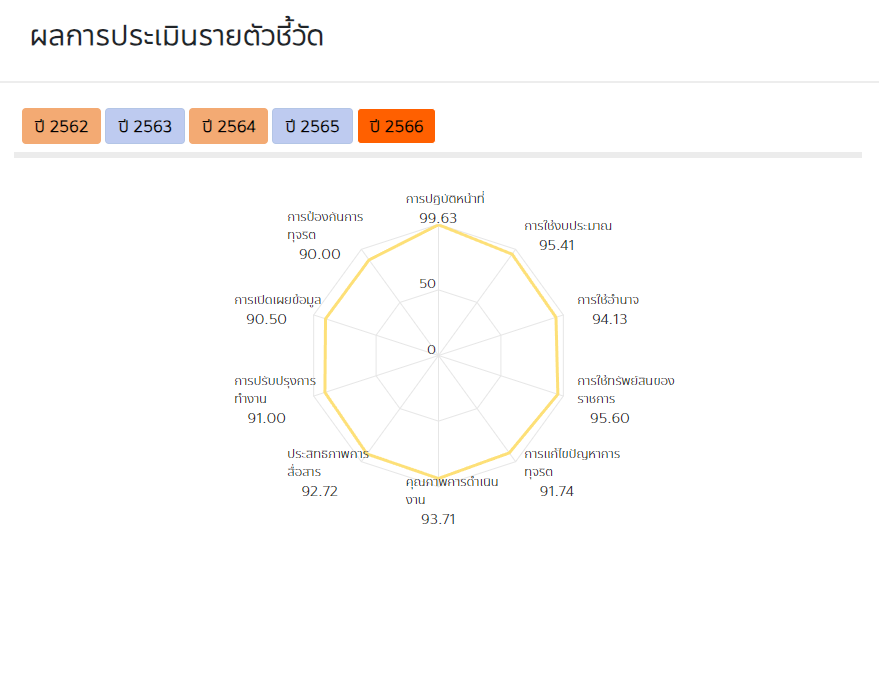 ผลการประเมินรายตัวชี้วัด
ปี 2562
ปี 2563
ปี 2564
ปี 2565
ปี 2566
การปฏิบัติหน้าที่
99.63
การใช้งบประมาณ
95.41
การใช้อำนาจ
94.13
การใช้ทรัพย์สินของ
ราชการ
95.60
การแก้ไขปัญหาการ
ทุจริต
91.74
คุณภาพการดำเนิน
งาน
93.71
ประสิทธิภาพการ
สื่อสาร
92.72
การปรับปรุงการ
ทำงาน
91.00
การเปิดเผยข้อมูล
90.50
การป้องกันการ
ทุจริต
90.00
50
0